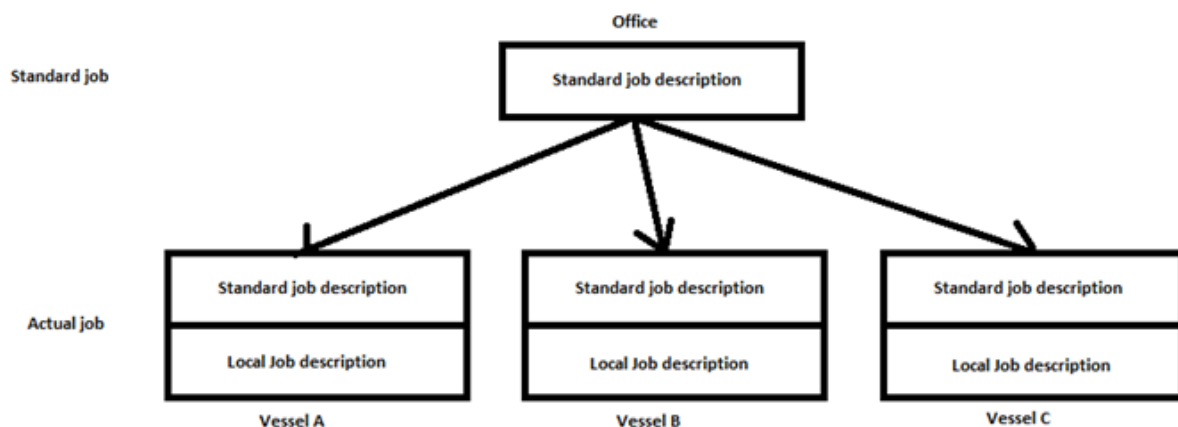 Office
Standard job
Standard job description
Standard job description
Standard job description
Standard job description
Actual job
Local Job description
Local Job description
Local Job description
Vessel A
Vessel B
Vessel C